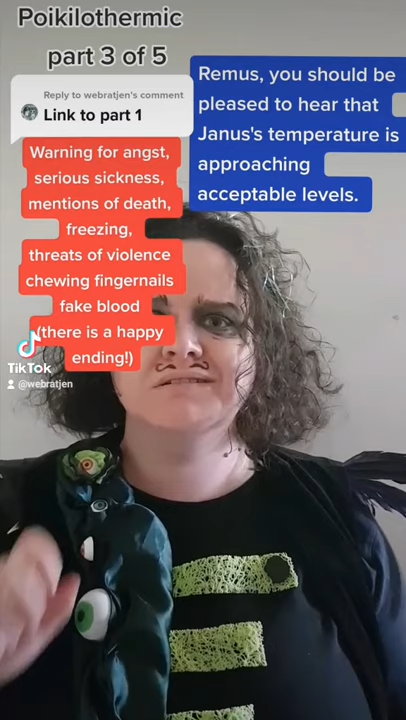 Poikilothermic
part 3 of 5
Reply to webratjen's comment
Link to part 1
Warning for angst,
serious sickness,
mentions of death,
freezing,
threats of violence
chewing fingernails
fake blood
(there is a happy
ending!)
Remus, you should be
pleased to hear that
Janus's temperature is
approaching
acceptable levels.
TikTok
@webratjen